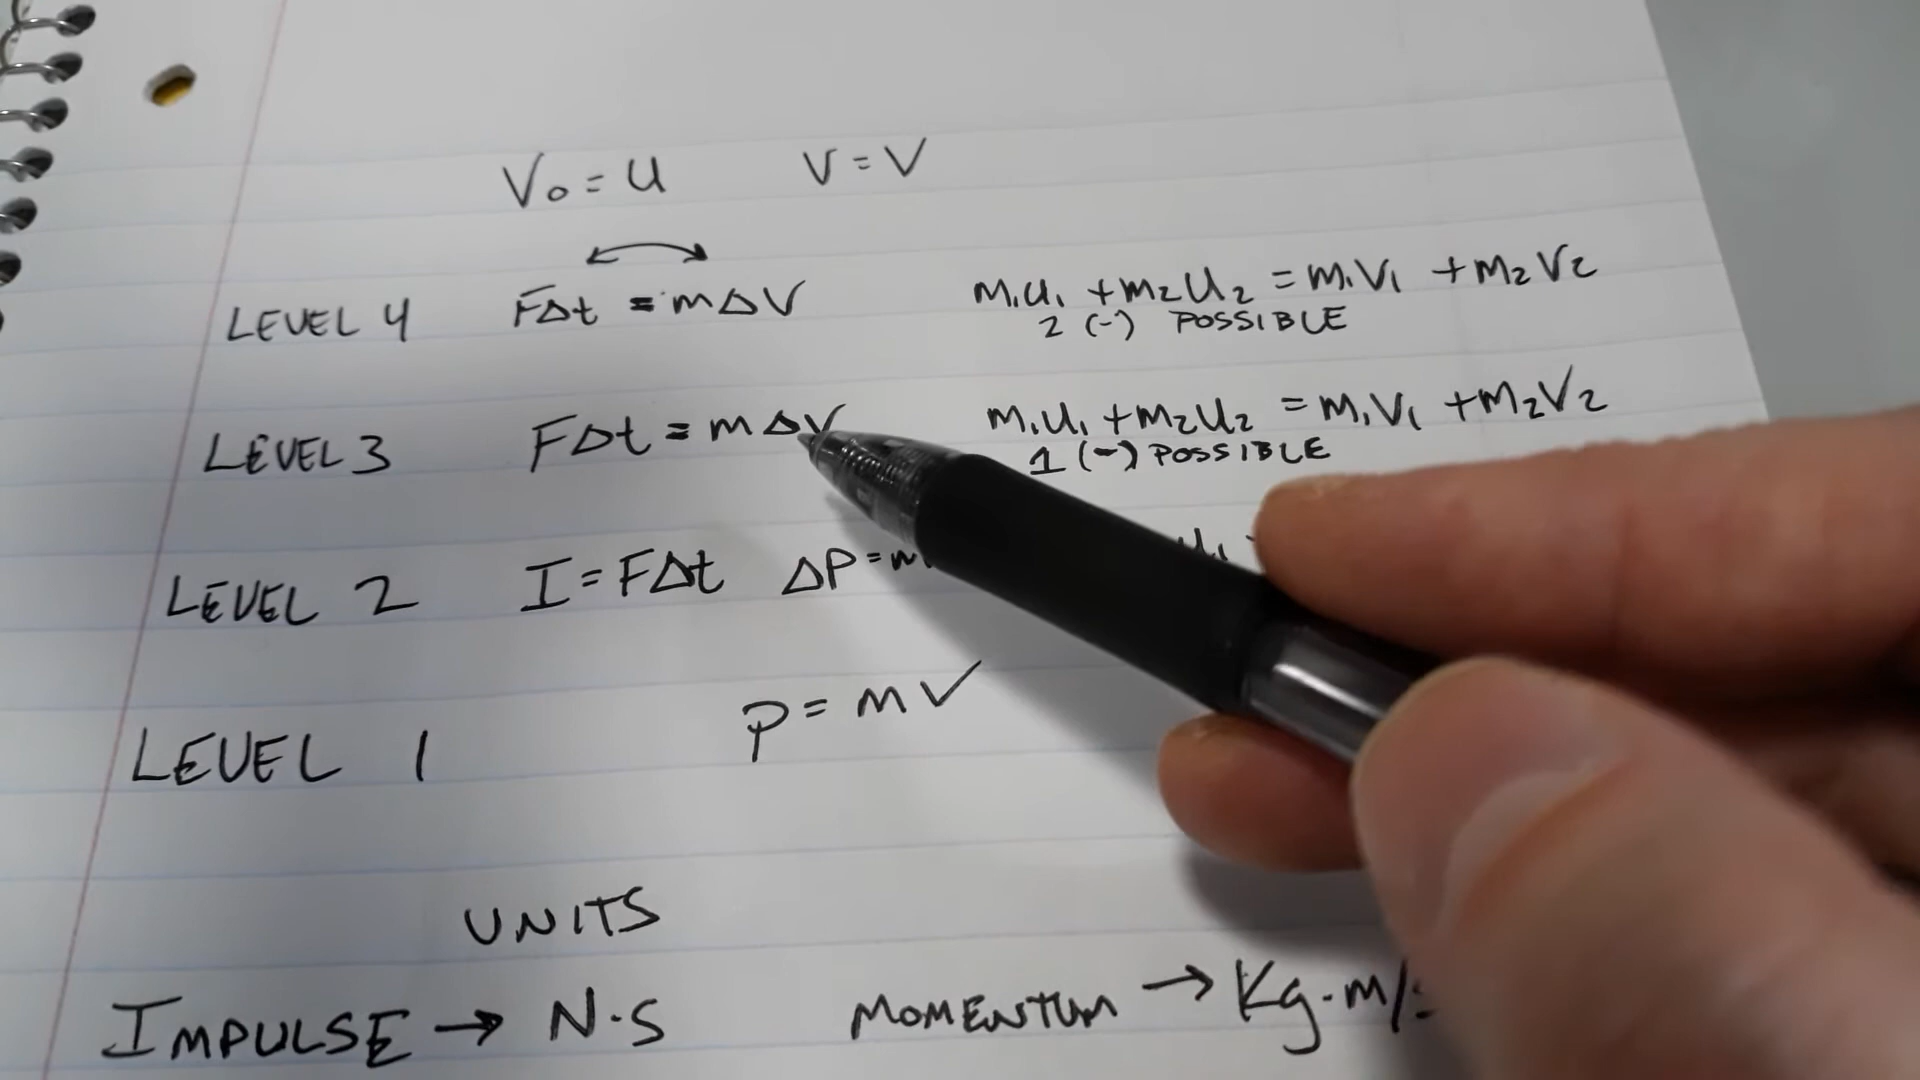 V₀ = U V = V
LEVEL 4 FΔt = mΔV m₁u₁ + m₂u₂ = m₁v₁ + m₂v₂
2 (-) POSSIBLE
LEVEL 3 FΔt = mΔV m₁u₁ + m₂u₂ = m₁v₁ + m₂v₂
1 (-) POSSIBLE
LEVEL 2 I = FΔt ΔP = m
LEVEL 1 P = mV
UNITS
IMPULSE → N·S MOMENTUM → Kg·m/s